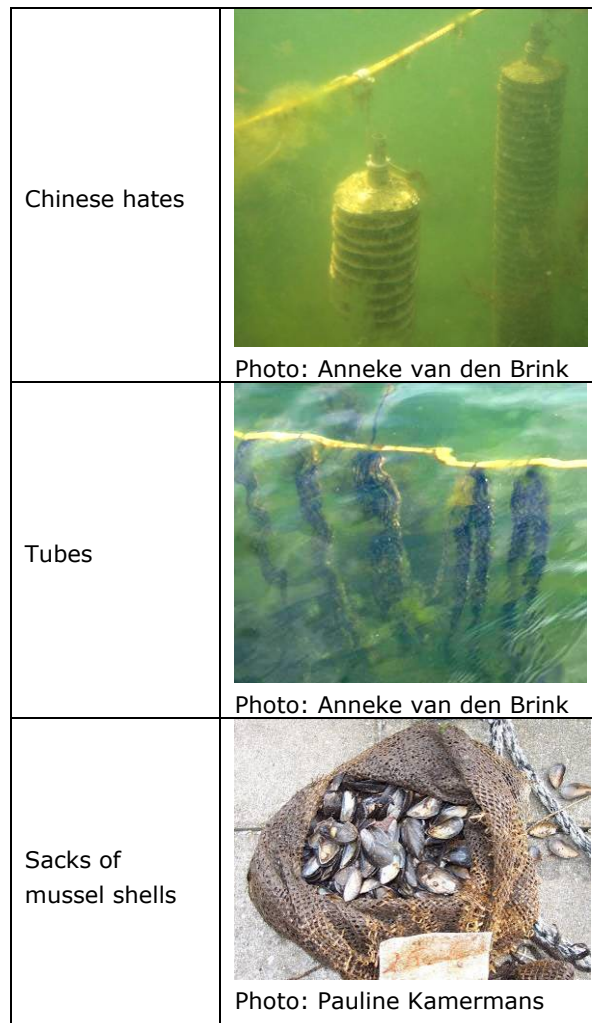 Chinese hates
Photo: Anneke van den Brink
Tubes
Photo: Anneke van den Brink
Sacks of
mussel shells
Photo: Pauline Kamermans